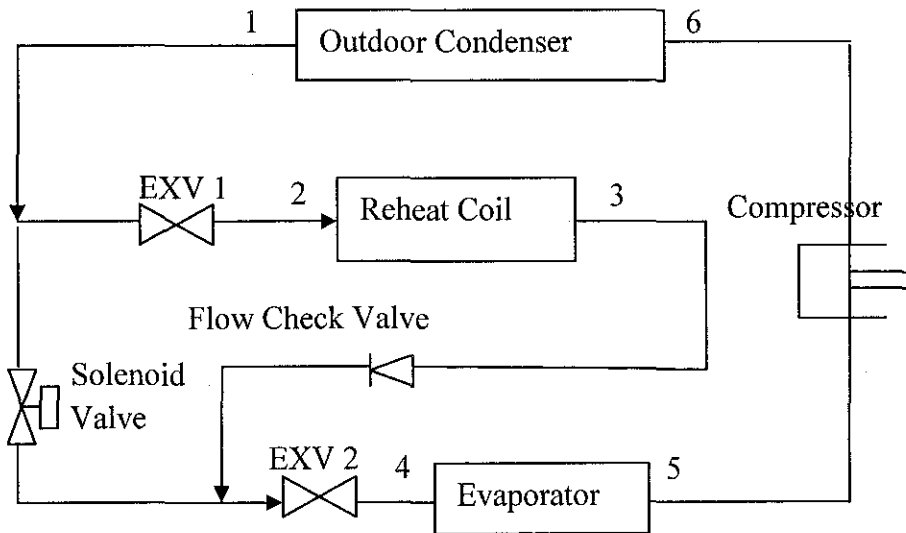 1
Outdoor Condenser
6
EXV 1
2
Reheat Coil
3
Compressor
Flow Check Valve
Solenoid
Valve
EXV 2
4
Evaporator
5